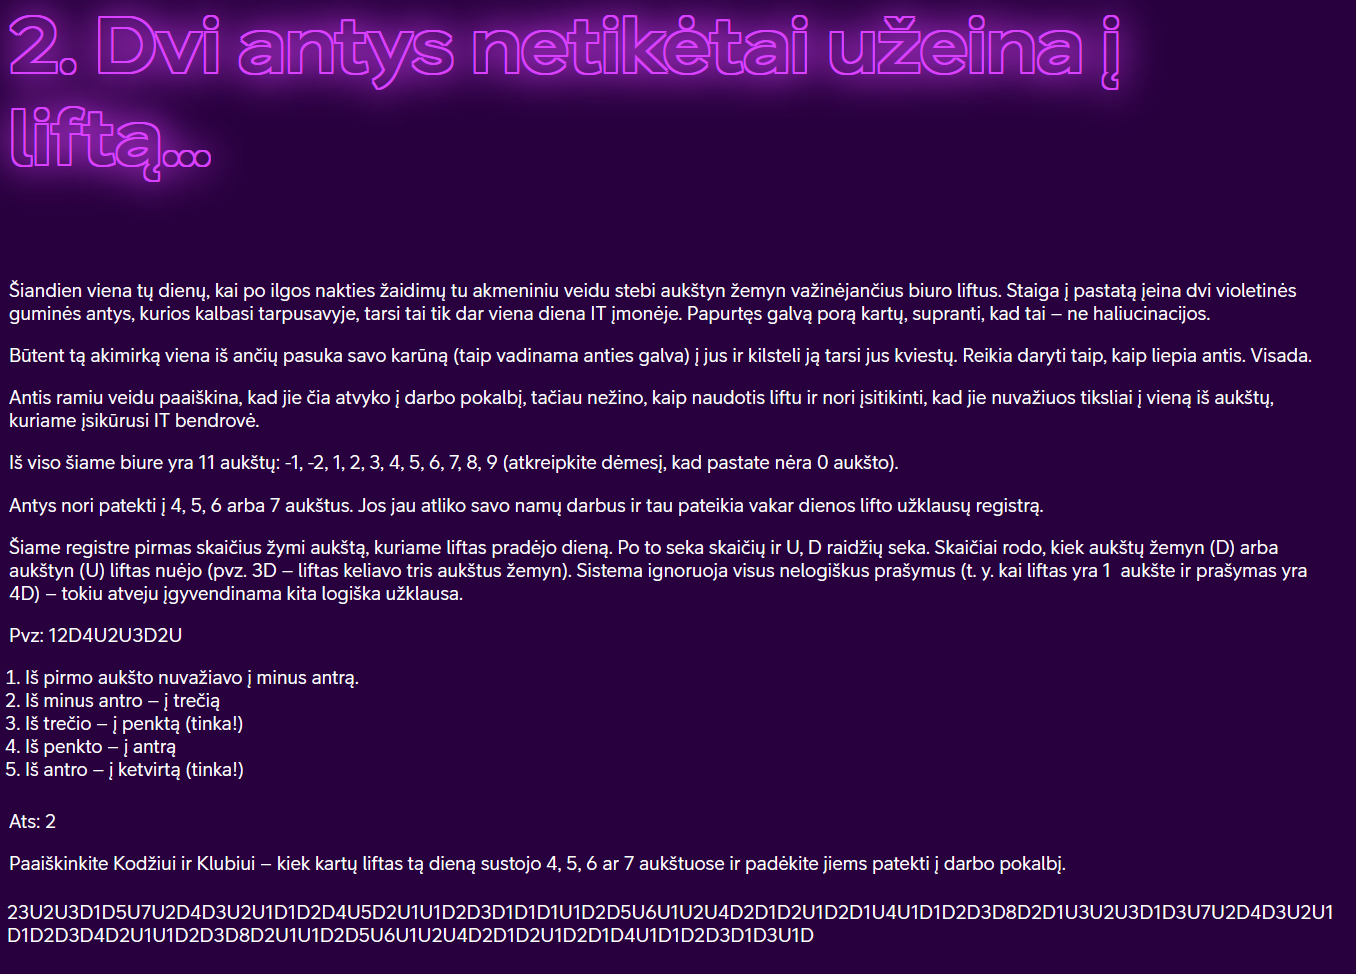 2. Dvi antys netikėtai užeina į
liftą...
Šiandien viena tų dienų, kai po ilgos nakties žaidimų tu akmeniniu veidu stebi aukštyn žemyn važinėjančius biuro liftus. Staiga į pastatą įeina dvi violetinės
guminės antys, kurios kalbasi tarpusavyje, tarsi tai tik dar viena diena IT įmonėje. Papurtęs galvą porą kartų, supranti, kad tai – ne haliucinacijos.
Būtent tą akimirką viena iš ančių pasuka savo karūną (taip vadinama anties galva) į jus ir kilsteli ją tarsi jus kviestų. Reikia daryti taip, kaip liepia antis. Visada.
Antis ramiu veidu paaiškina, kad jie čia atvyko į darbo pokalbį, tačiau nežino, kaip naudotis liftu ir nori įsitikinti, kad jie nuvažiuos tiksliai į vieną iš aukštų,
kuriame įsikūrusi IT bendrovė.
Iš viso šiame biure yra 11 aukštų: -1, -2, 1, 2, 3, 4, 5, 6, 7, 8, 9 (atkreipkite dėmesį, kad pastate nėra 0 aukšto).
Antys nori patekti į 4, 5, 6 arba 7 aukštus. Jos jau atliko savo namų darbus ir tau pateikia vakar dienos lifto užklausų registrą.
Šiame registre pirmas skaičius žymi aukštą, kuriame liftas pradėjo dieną. Po to seka skaičių ir U, D raidžių seka. Skaičiai rodo, kiek aukštų žemyn (D) arba
aukštyn (U) liftas nuėjo (pvz. 3D – liftas keliavo tris aukštus žemyn). Sistema ignoruoja visus nelogiškus prašymus (t. y. kai liftas yra 1 aukšte ir prašymas yra
4D) – tokiu atveju įgyvendinama kita logiška užklausa.
Pvz: 12D4U2U3D2U
1. Iš pirmo aukšto nuvažiavo į minus antrą.
2. Iš minus antro – į trečią
3. Iš trečio – į penktą (tinka!)
4. Iš penkto – į antrą
5. Iš antro – į ketvirtą (tinka!)
Ats: 2
Paaiškinkite Kodžiui ir Klubiui – kiek kartų liftas tą dieną sustojo 4, 5, 6 ar 7 aukštuose ir padėkite jiems patekti į darbo pokalbį.
23U2U3D1D5U7U2D4D3U2U1D1D2D4U5D2U1U1D2D3D1D1D1U1D2D5U6U1U2U4D2D1D2U1D2D1U4U1D1D2D3D8D2D1U3U2U3D1D3U7U2D4D3U2U1
D1D2D3D4D2U1U1D2D3D8D2U1U1D2D5U6U1U2U4D2D1D2U1D2D1D4U1D1D2D3D1D3U1D